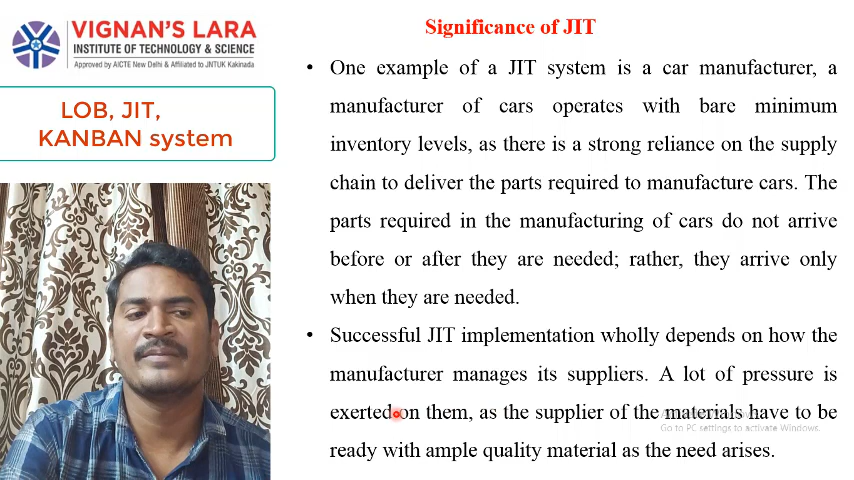 VIGNAN'S LARA
INSTITUTE OF TECHNOLOGY & SCIENCE
Approved by AICTE New Delhi & Affiliated to JNTUK Kakinada
LOB, JIT,
KANBAN system
Significance of JIT
• One example of a JIT system is a car manufacturer, a
manufacturer of cars operates with bare minimum
inventory levels, as there is a strong reliance on the supply
chain to deliver the parts required to manufacture cars. The
parts required in the manufacturing of cars do not arrive
before or after they are needed; rather, they arrive only
when they are needed.
• Successful JIT implementation wholly depends on how the
manufacturer manages its suppliers. A lot of pressure is
exerted on them, as the supplier of the materials have to be
ready with ample quality material as the need arises.
Go to PC settings to activate Windows.